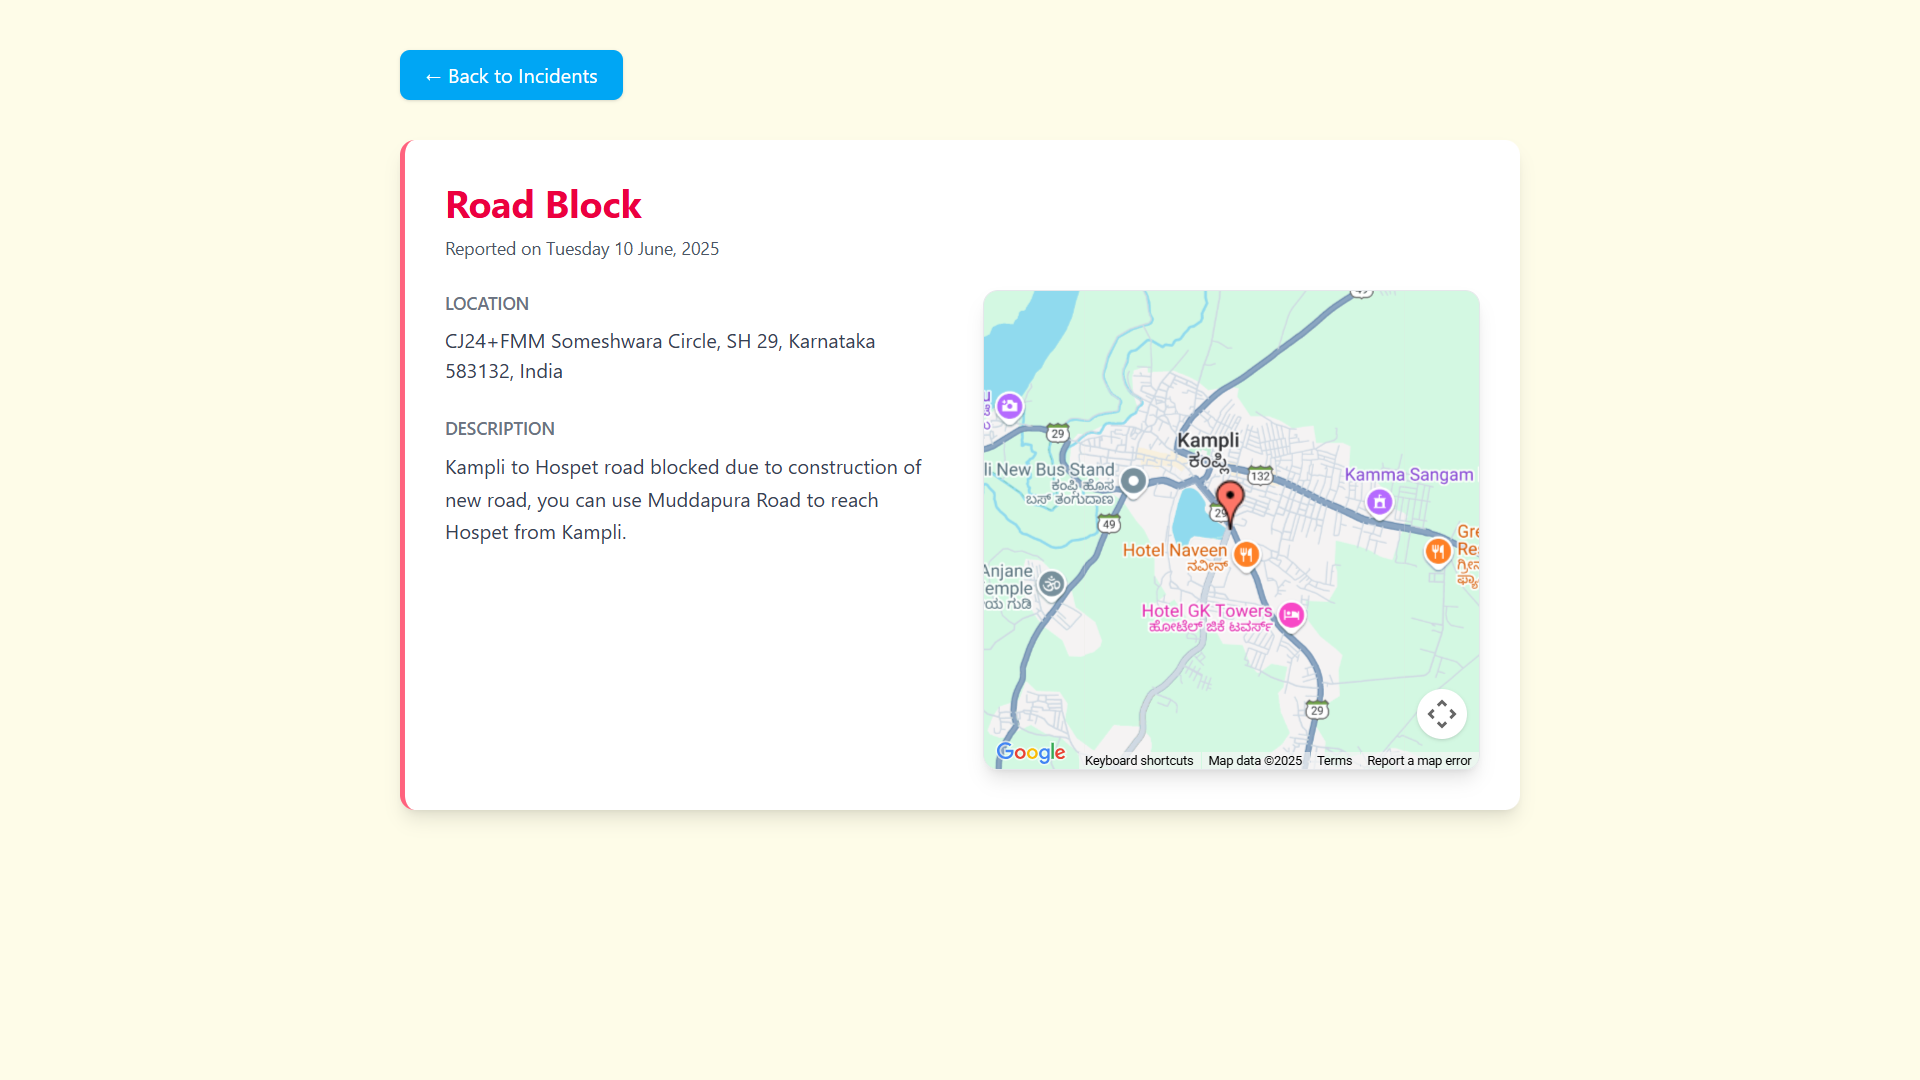 ← Back to Incidents
Road Block
Reported on Tuesday 10 June, 2025
LOCATION
CJ24+FMM Someshwara Circle, SH 29, Karnataka
583132, India
DESCRIPTION
Kampli to Hospet road blocked due to construction of
new road, you can use Muddapura Road to reach
Hospet from Kampli.
29
Kampli
ಕಂಪ್ಲಿ
li New Bus Stand
ಕಂಪ್ಲಿ ಹೊಸ
ಬಸ್ ತಂಗುದಾಣ
132
Kamma Sangam
29
49
Hotel Naveen
ನವೀನ್
Gre
Re
ಗ್ರೀನ
ಫ್ಯಾ
Anjane
emple
ಯ ಗುಡಿ
Hotel GK Towers
ಹೋಟೆಲ್ ಜಿಕೆ ಟವರ್ಸ್
29
Google
Keyboard shortcuts
Map data ©2025
Terms
Report a map error